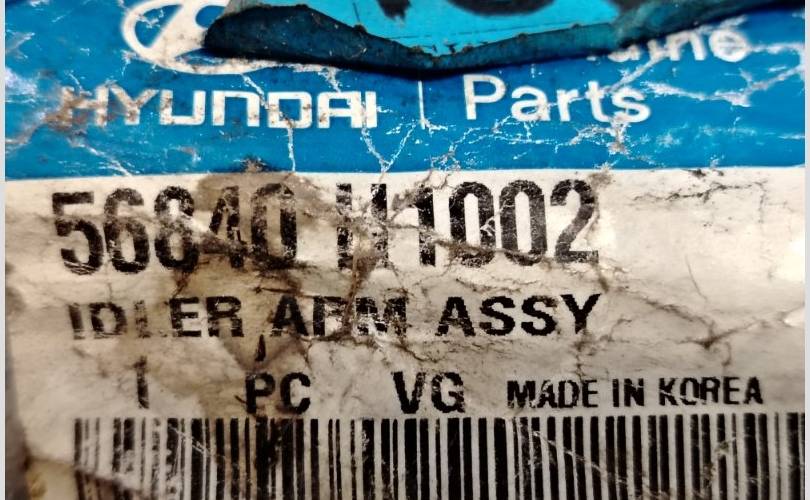 HYUNDAI | Parts
56840 H1002
IDLER ARM ASSY
1 PC VG MADE IN KOREA